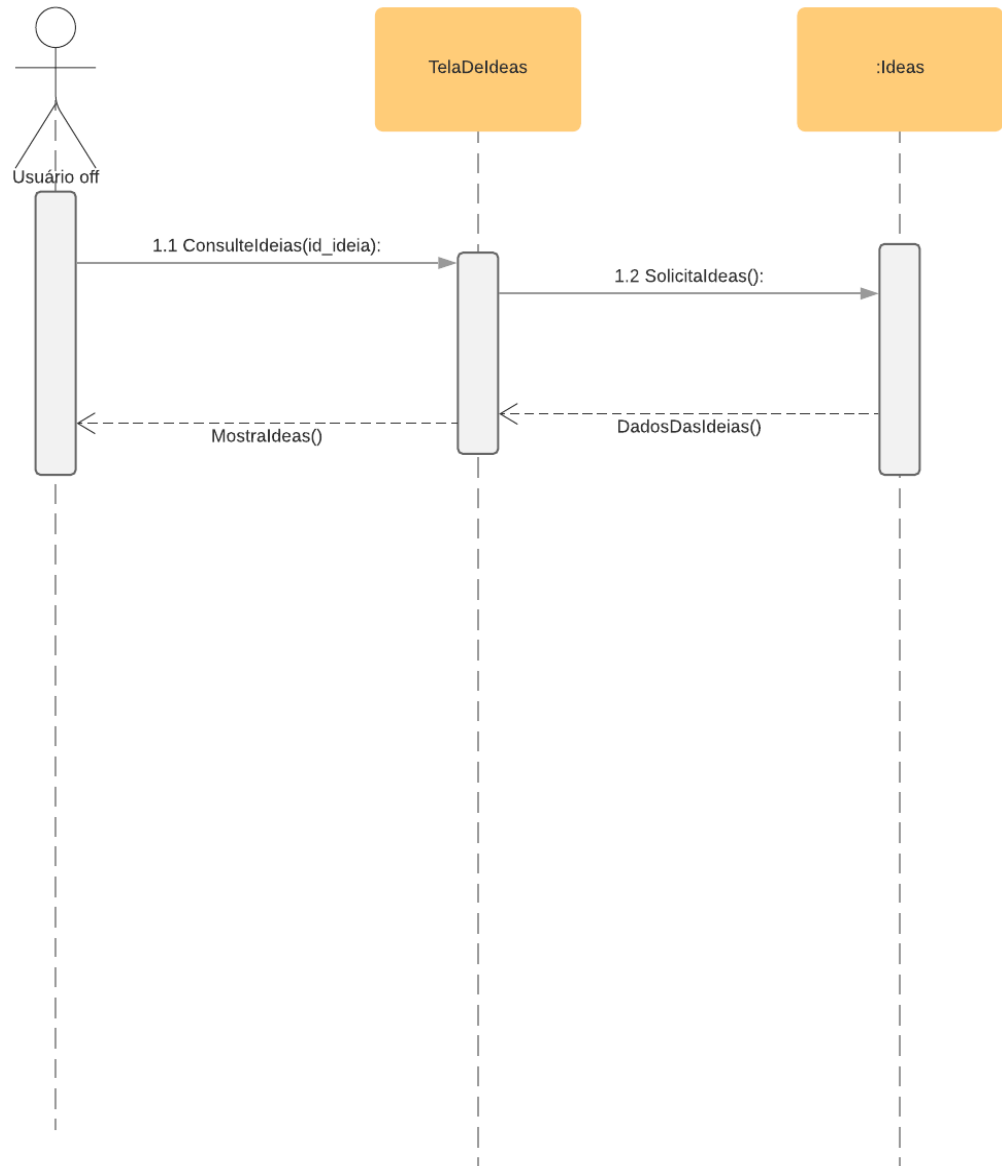 TelaDeIdeas
:Ideas
Usuário off
1.1 ConsulteIdeias(id_ideia):
1.2 SolicitaIdeas():
DadosDasIdeias()
MostraIdeas()